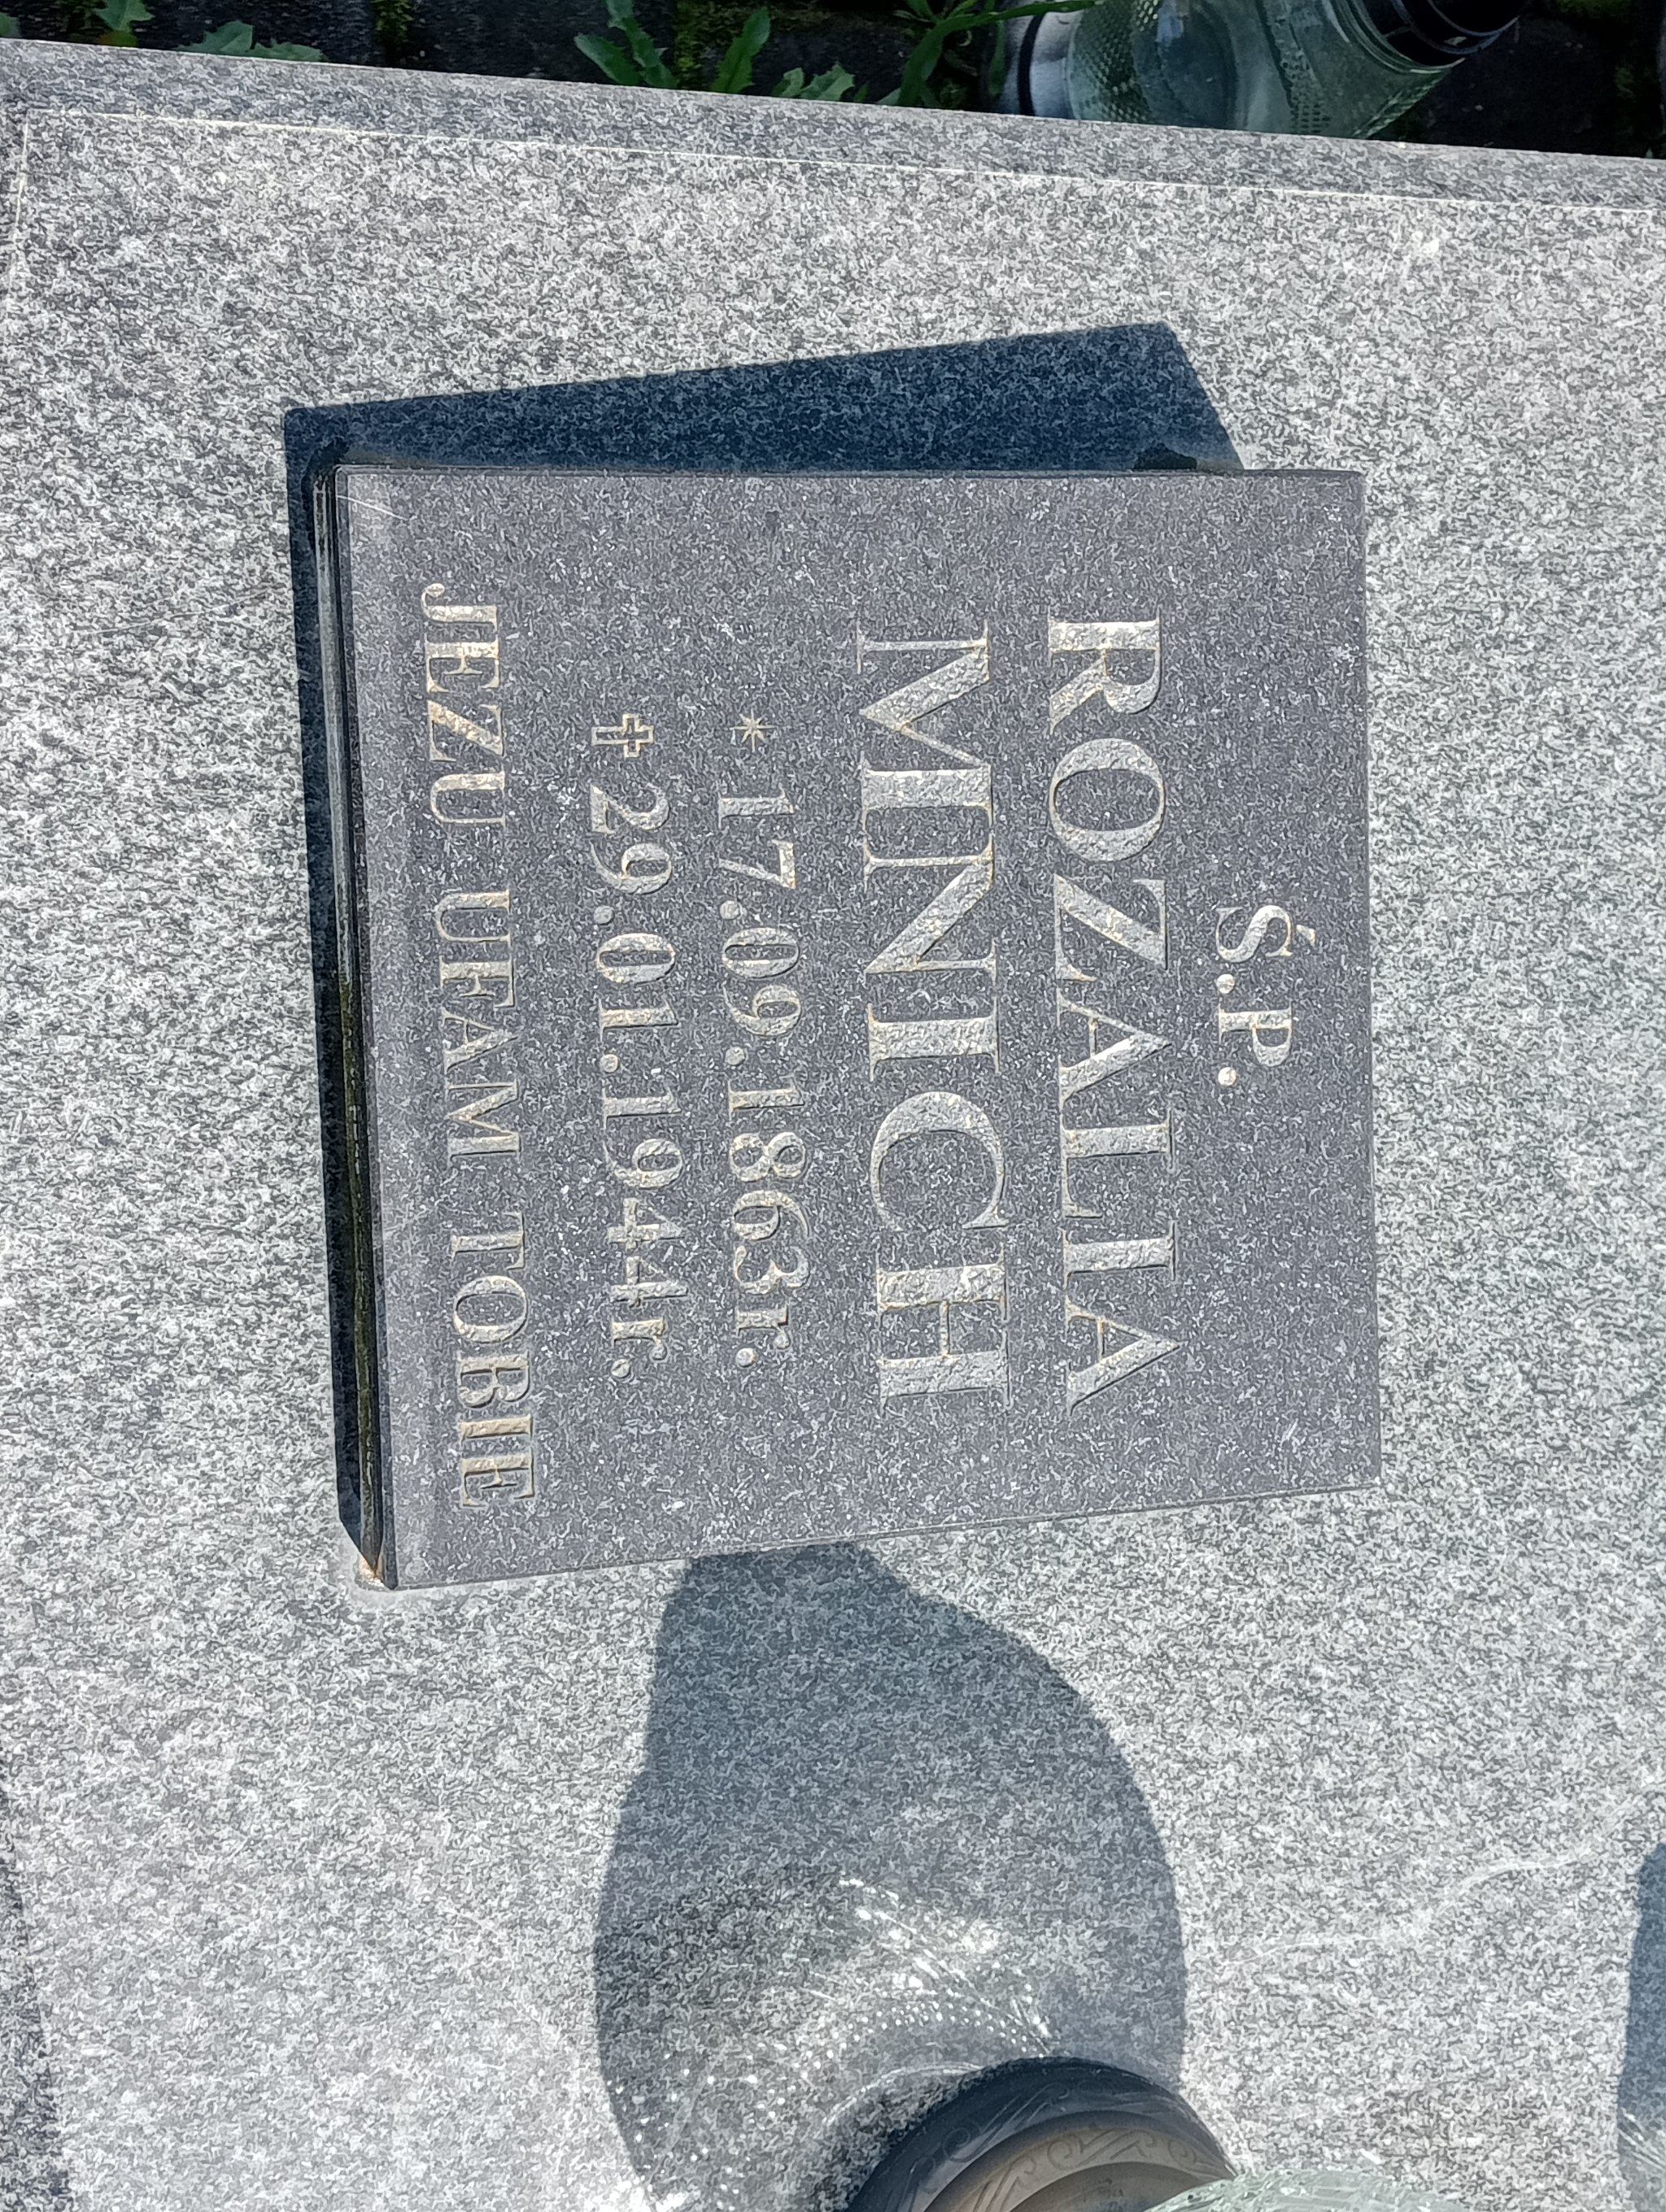 Ś.P.
ROZALIA
MINICH
* 17.09.1863r.
✝ 29.01.1944r.
JEZU UFAM TOBIE